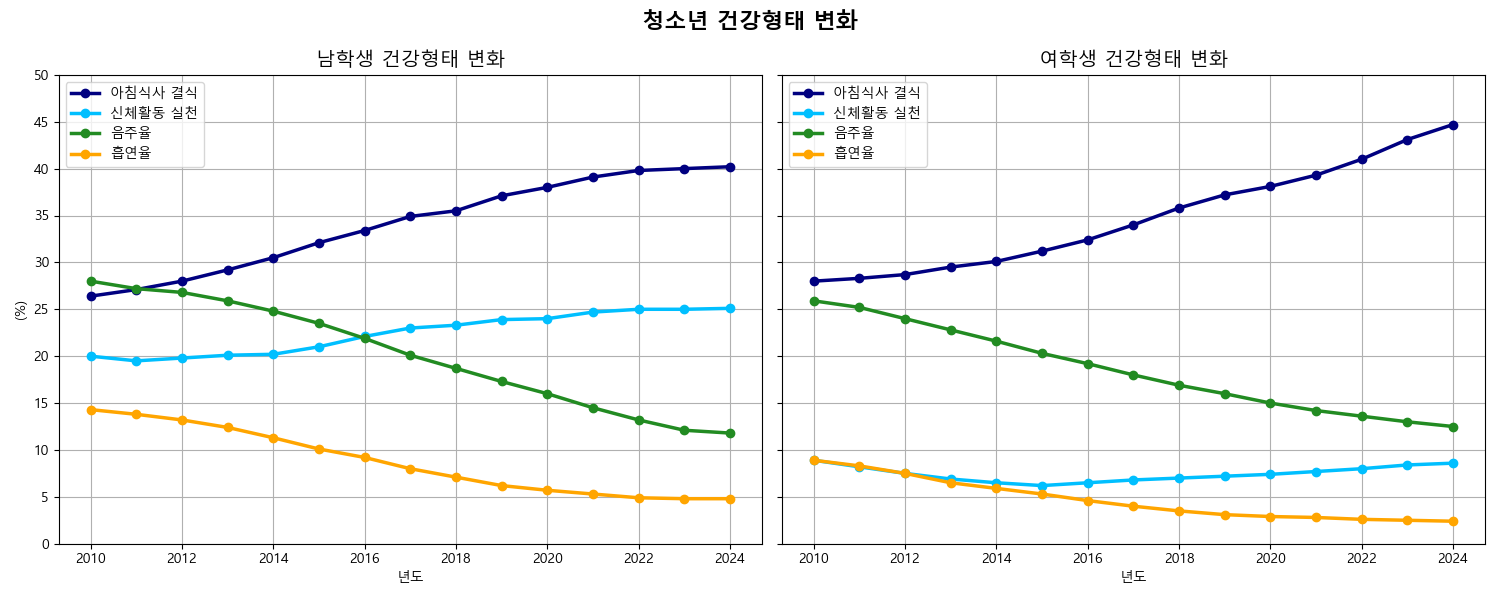 청소년 건강형태 변화
남학생 건강형태 변화
아침식사 결식
신체활동 실천
음주율
흡연율
50
45
40
35
30
25
20
15
10
5
0
(%)
2010 2012 2014 2016 2018 2020 2022 2024
년도
여학생 건강형태 변화
아침식사 결식
신체활동 실천
음주율
흡연율
2010 2012 2014 2016 2018 2020 2022 2024
년도